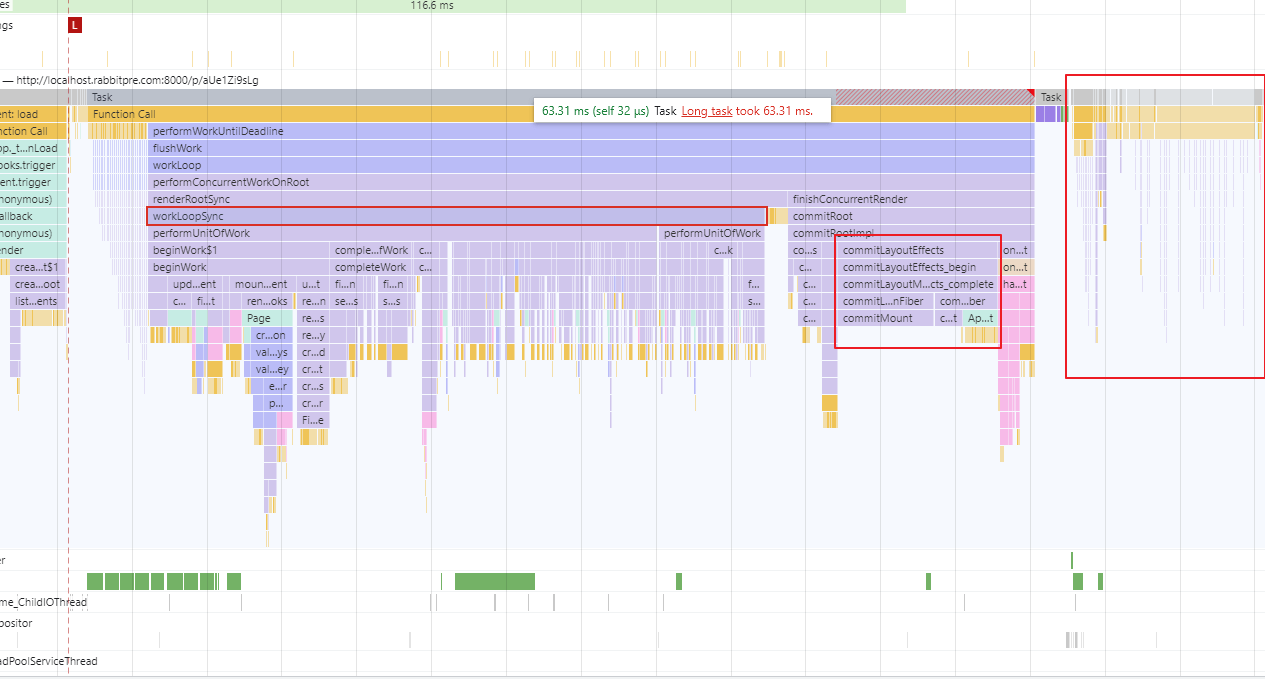 es
116.6 ms
gs
L
— http://localhost.rabbitpre.com:8000/p/aUe1Zi9sLg
Task
Task
ent: load
Function Call
63.31 ms (self 32 µs) Task Long task took 63.31 ms.
nction Call
performWorkUntilDeadline
pp._t…nLoad
flushWork
ooks.trigger
workLoop
ent.trigger
performConcurrentWorkOnRoot
nonymous)
renderRootSync
finishConcurrentRender
allback
workLoopSync
commitRoot
nonymous)
performUnitOfWork
performUnitOfWork
commitRootImpl
ender
beginWork$1
comple…fWork
c…
c…k
co…s
commitLayoutEffects
on…t
crea…t$1
beginWork
completeWork
c…
c…
commitLayoutEffects_begin
on…t
crea…oot
upd…ent
moun…ent
u…t
fi…n
fi…n
f…
c…
commitLayoutM…cts_complete
ha…t
list…ents
c…
fi…t
ren…oks
re…n
se…s
s…s
s…
c…
commitL…nFiber
com…ber
Page
re…s
c…
commitMount
c…t
Ap…t
cr…on
re…y
val…ys
cr…d
val…ey
cr…t
e…r
cr…s
p…
cr…r
Fi…e
er
me_ChildIOThread
positor
adPoolServiceThread